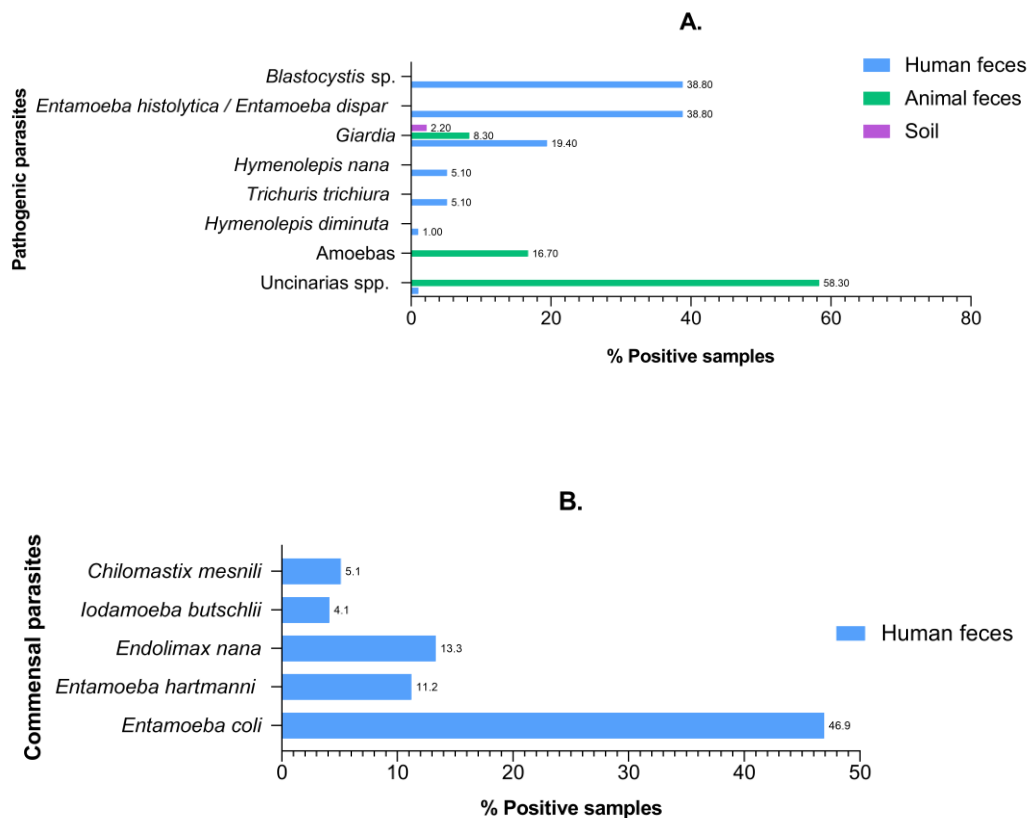 A.
Human feces
Animal feces
Soil
Pathogenic parasites
Blastocystis sp.
38.80
Entamoeba histolytica / Entamoeba dispar
38.80
Giardia
2.20
8.30
19.40
Hymenolepis nana
5.10
Trichuris trichiura
5.10
Hymenolepis diminuta
1.00
Amoebas
16.70
Uncinarias spp.
58.30
0 20 40 60 80
% Positive samples
B.
Commensal parasites
Chilomastix mesnili
5.1
Iodamoeba butschlii
4.1
Endolimax nana
13.3
Entamoeba hartmanni
11.2
Entamoeba coli
46.9
Human feces
0 10 20 30 40 50
% Positive samples